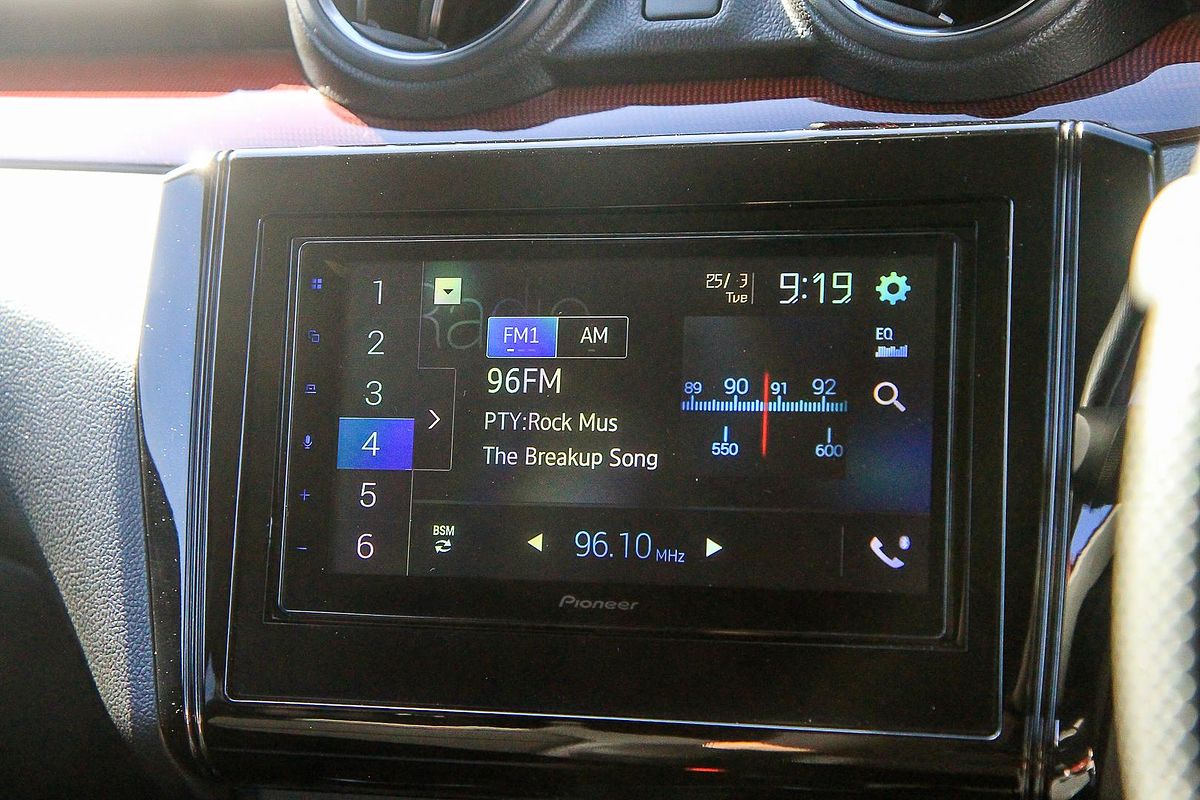 1
2
3
4
5
6
Radio
25/ 3
Tue
9:19
FM1
AM
EQ
96FM
PTY:Rock Mus
The Breakup Song
89 90 91 92
550 600
BSM
96.10 MHz
Pioneer